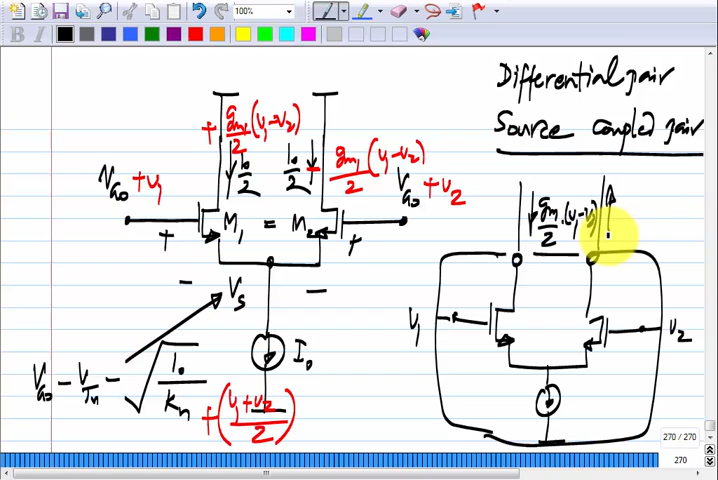 100%
B I
Differential pair
Source coupled pair
+ gm1/2 (v1-v2)
I0/2
I0/2
- gm1/2 (v1-v2)
VG0 + v1
VG0 + v2
M1 = M2
+
+
gm/2 . (v1-v2)
-
VS
-
V1
V2
I0
VG0 - VTn - √(I0/Kn)
+ (v1+v2/2)
270 / 270
270